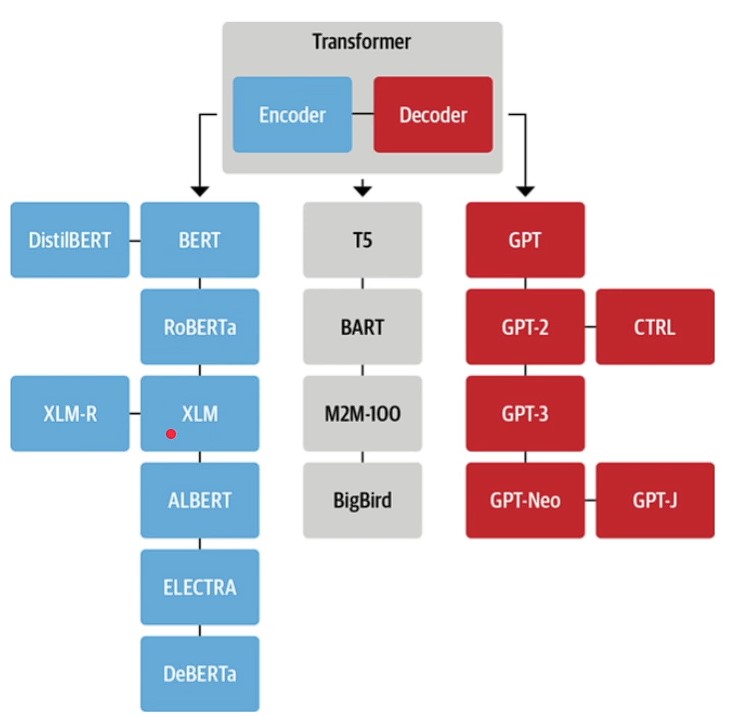 Transformer
Encoder
Decoder
DistilBERT
BERT
T5
GPT
RoBERTa
BART
GPT-2
CTRL
XLM-R
XLM
M2M-100
GPT-3
ALBERT
BigBird
GPT-Neo
GPT-J
ELECTRA
DeBERTa